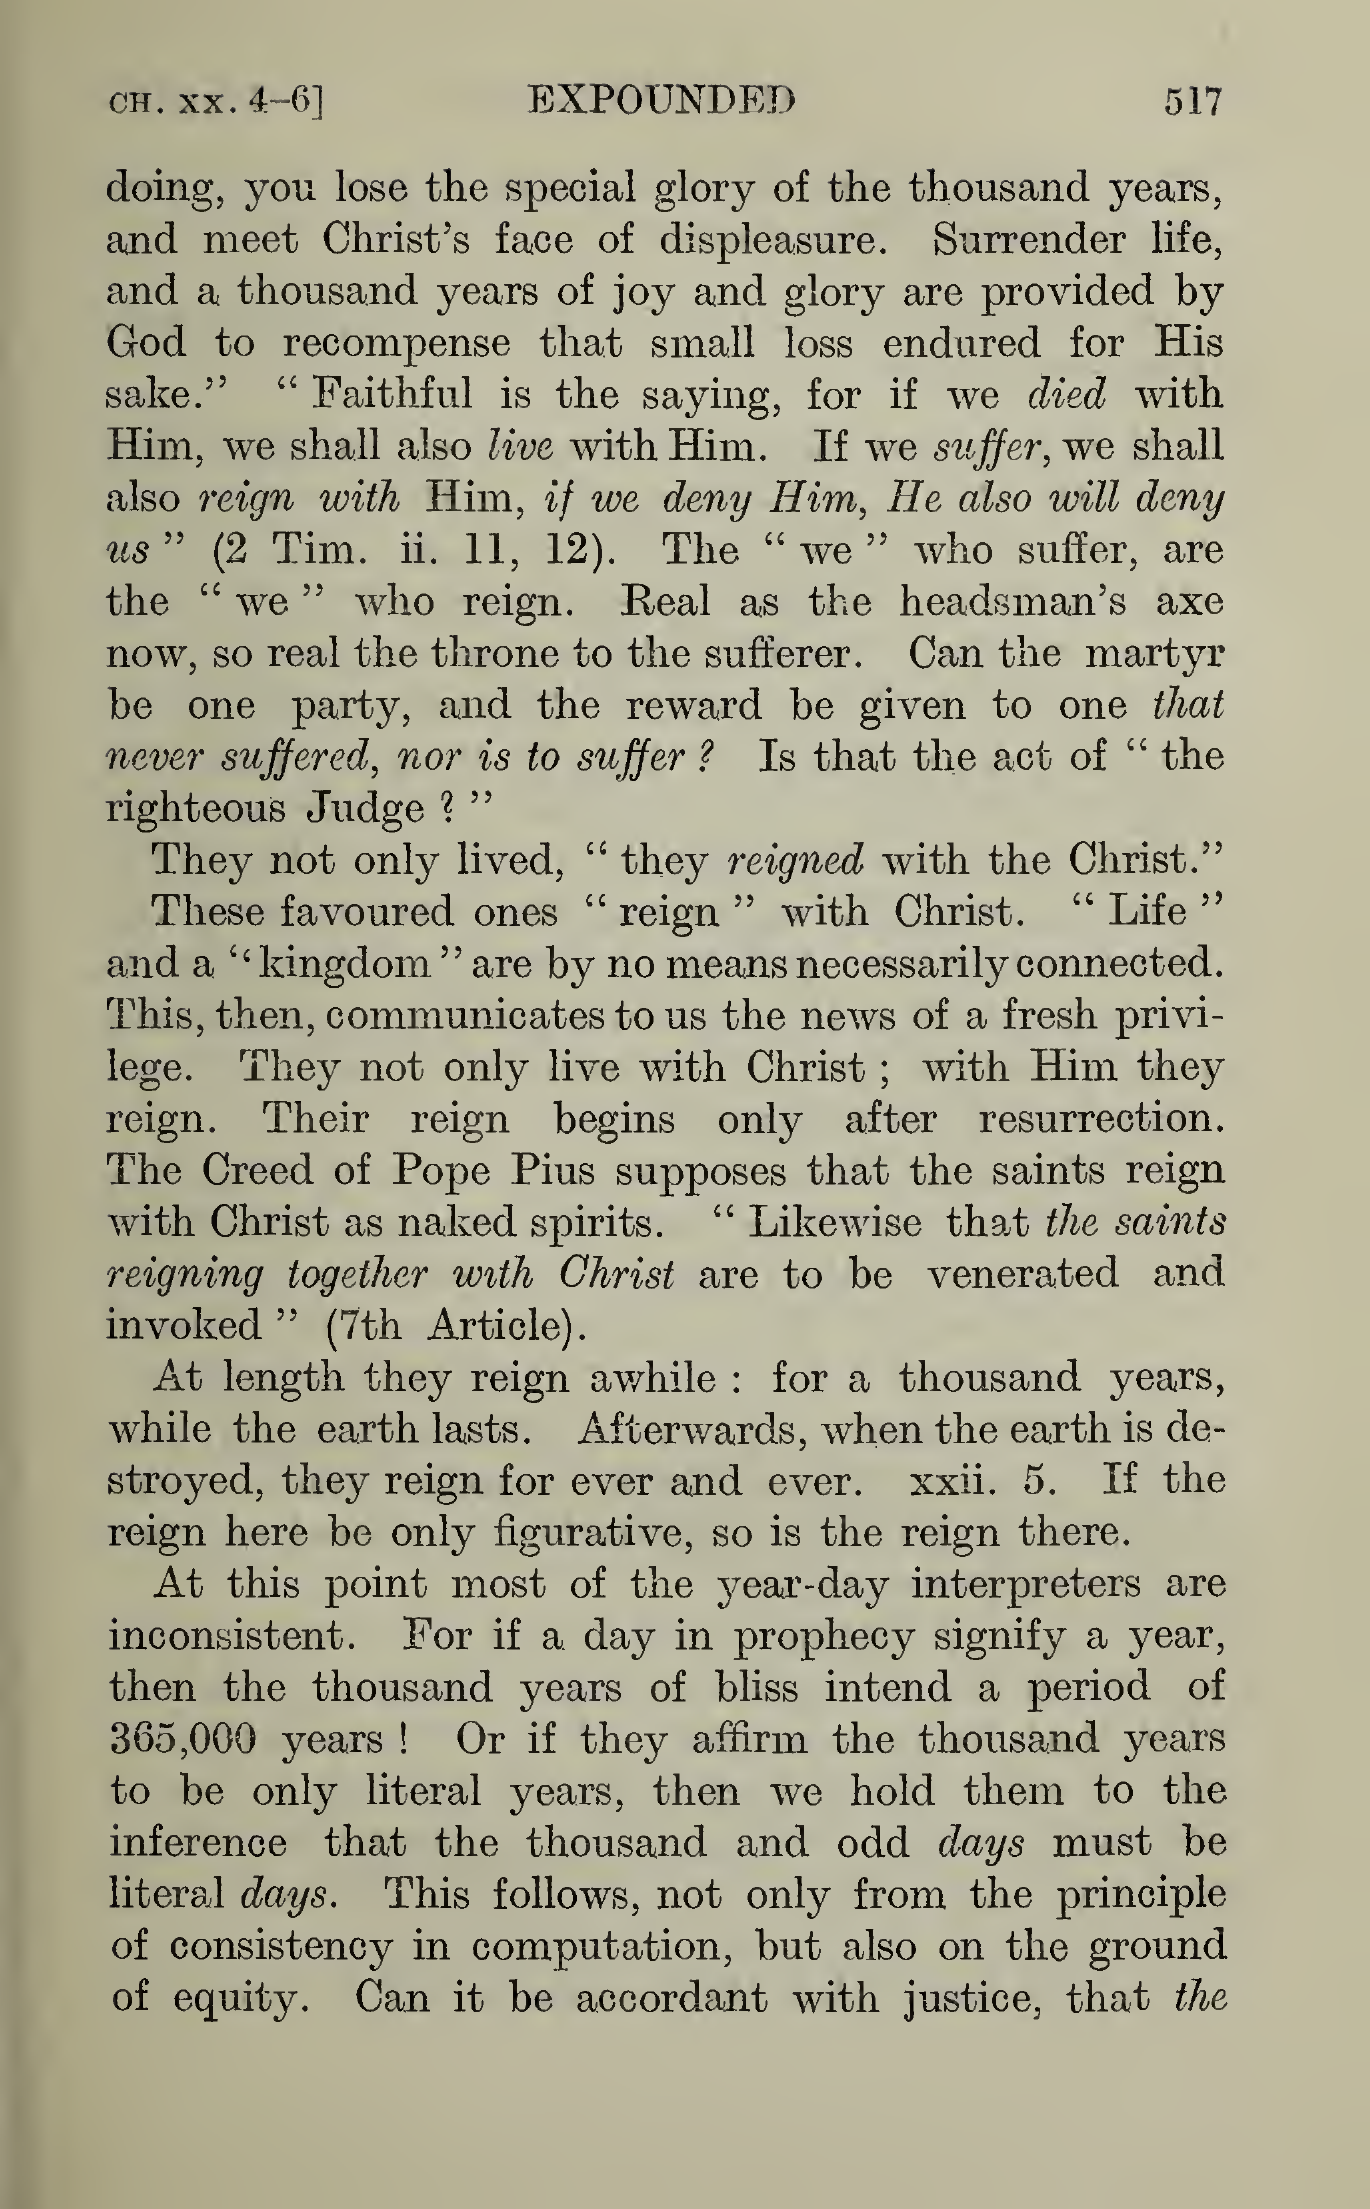 CH. XX. 4–6] EXPOUNDED 517
doing, you lose the special glory of the thousand years,
and meet Christ's face of displeasure. Surrender life,
and a thousand years of joy and glory are provided by
God to recompense that small loss endured for His
sake." " Faithful is the saying, for if we died with
Him, we shall also live with Him. If we suffer, we shall
also reign with Him, if we deny Him, He also will deny
us " (2 Tim. ii. 11, 12). The " we " who suffer, are
the " we " who reign. Real as the headsman's axe
now, so real the throne to the sufferer. Can the martyr
be one party, and the reward be given to one that
never suffered, nor is to suffer ? Is that the act of " the
righteous Judge ? "
They not only lived, " they reigned with the Christ."
These favoured ones " reign " with Christ. " Life "
and a " kingdom " are by no means necessarily connected.
This, then, communicates to us the news of a fresh privi-
lege. They not only live with Christ ; with Him they
reign. Their reign begins only after resurrection.
The Creed of Pope Pius supposes that the saints reign
with Christ as naked spirits. " Likewise that the saints
reigning together with Christ are to be venerated and
invoked " (7th Article).
At length they reign awhile : for a thousand years,
while the earth lasts. Afterwards, when the earth is de-
stroyed, they reign for ever and ever. xxii. 5. If the
reign here be only figurative, so is the reign there.
At this point most of the year-day interpreters are
inconsistent. For if a day in prophecy signify a year,
then the thousand years of bliss intend a period of
365,000 years ! Or if they affirm the thousand years
to be only literal years, then we hold them to the
inference that the thousand and odd days must be
literal days. This follows, not only from the principle
of consistency in computation, but also on the ground
of equity. Can it be accordant with justice, that the